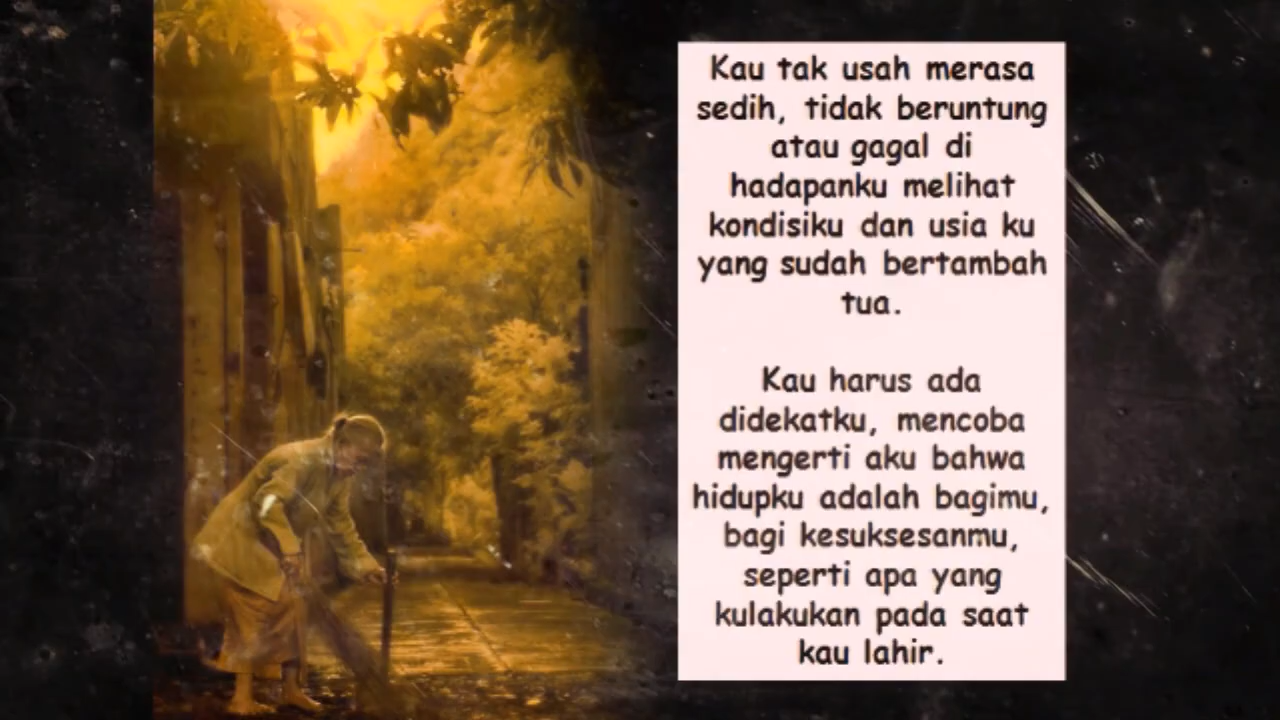 Kau tak usah merasa
sedih, tidak beruntung
atau gagal di
hadapanku melihat
kondisiku dan usia ku
yang sudah bertambah
tua.
Kau harus ada
didekatku, mencoba
mengerti aku bahwa
hidupku adalah bagimu,
bagi kesuksesanmu,
seperti apa yang
kulakukan pada saat
kau lahir.